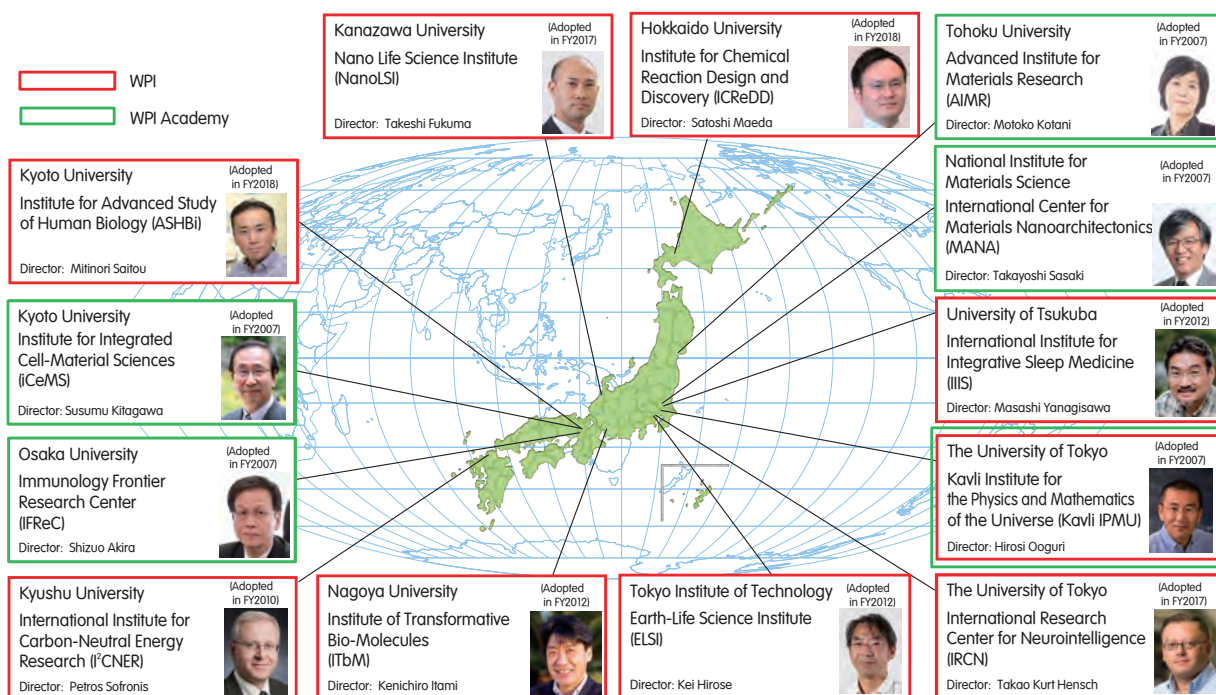 WPI
WPI Academy
Kanazawa University
(Adopted
in FY2017)
Nano Life Science Institute
(NanoLSI)
Director: Takeshi Fukuma
Hokkaido University
(Adopted
in FY2018)
Institute for Chemical
Reaction Design and
Discovery (ICReDD)
Director: Satoshi Maeda
Tohoku University
(Adopted
in FY2007)
Advanced Institute for
Materials Research
(AIMR)
Director: Motoko Kotani
National Institute for
Materials Science
(Adopted
in FY2007)
International Center for
Materials Nanoarchitectonics
(MANA)
Director: Takayoshi Sasaki
Kyoto University
(Adopted
in FY2018)
Institute for Advanced Study
of Human Biology (ASHBi)
Director: Mitinori Saitou
Kyoto University
(Adopted
in FY2007)
Institute for Integrated
Cell-Material Sciences
(iCeMS)
Director: Susumu Kitagawa
University of Tsukuba
(Adopted
in FY2012)
International Institute for
Integrative Sleep Medicine
(IIIS)
Director: Masashi Yanagisawa
Osaka University
(Adopted
in FY2007)
Immunology Frontier
Research Center
(IFReC)
Director: Shizuo Akira
The University of Tokyo
(Adopted
in FY2007)
Kavli Institute for
the Physics and Mathematics
of the Universe (Kavli IPMU)
Director: Hirosi Ooguri
Kyushu University
(Adopted
in FY2010)
International Institute for
Carbon-Neutral Energy
Research (I²CNER)
Director: Petros Sofronis
Nagoya University
(Adopted
in FY2012)
Institute of Transformative
Bio-Molecules
(ITbM)
Director: Kenichiro Itami
Tokyo Institute of Technology
(Adopted
in FY2012)
Earth-Life Science Institute
(ELSI)
Director: Kei Hirose
The University of Tokyo
(Adopted
in FY2017)
International Research
Center for Neurointelligence
(IRCN)
Director: Takao Kurt Hensch